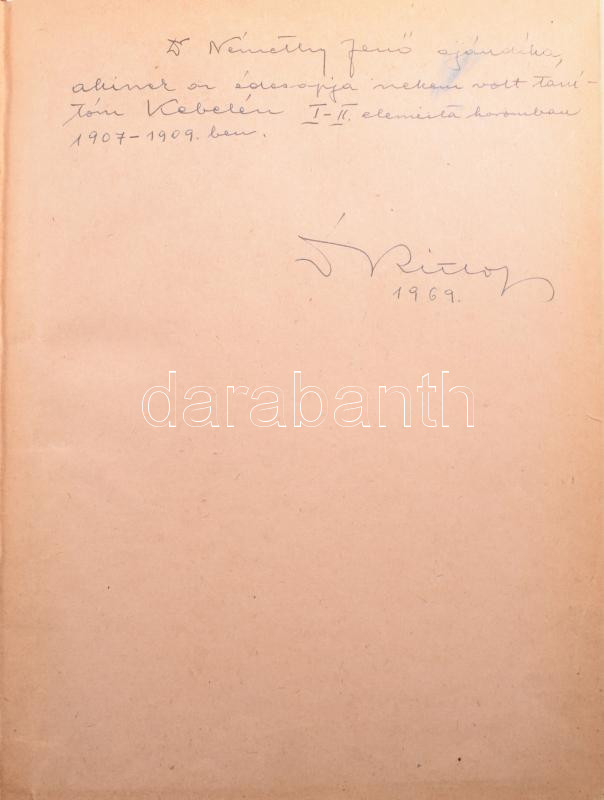 Dr Némethy Jenő ajándéka,
akinek az édesapja nekem volt taní-
tóm Kebelén I-II. elemista koromban
1907-1909. ben.
1969.
darabanth